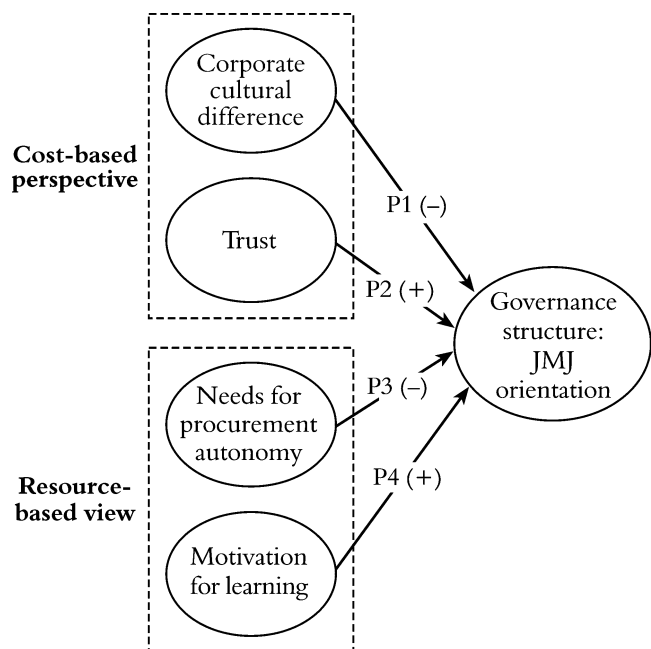 Corporate
cultural
difference
Cost-based
perspective
P1 (–)
Trust
P2 (+)
Governance
structure:
JMJ
orientation
Needs for
procurement
autonomy
P3 (–)
P4 (+)
Resource-
based view
Motivation
for learning